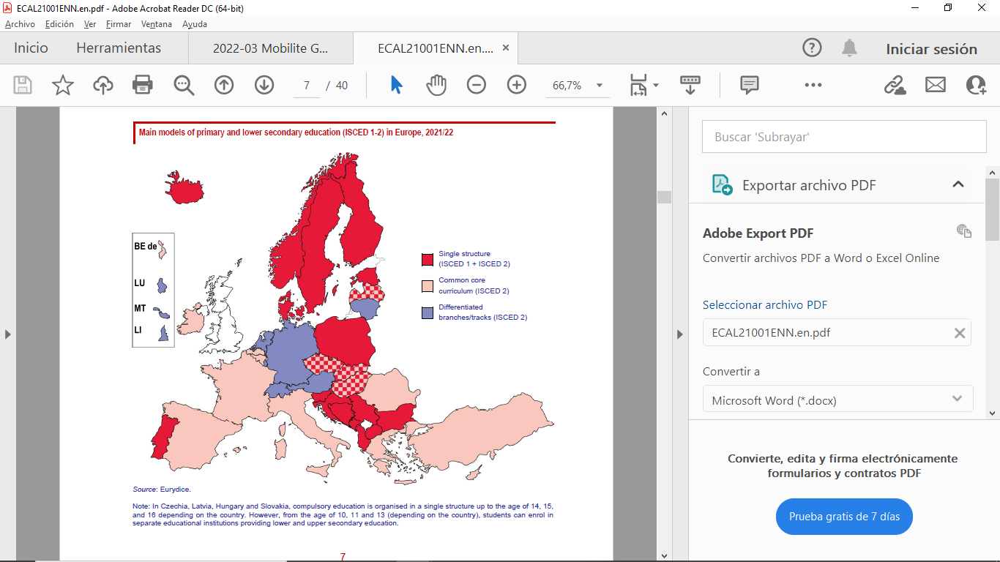 ECAL21001ENN.en.pdf - Adobe Acrobat Reader DC (64-bit)
Archivo Edición Ver Firmar Ventana Ayuda
Inicio Herramientas 2022-03 Mobilite G... ECAL21001ENN.en.... Iniciar sesión
7 / 40 66,7%
Main models of primary and lower secondary education (ISCED 1-2) in Europe, 2021/22
BE de
LU
MT
LI
Single structure
(ISCED 1 + ISCED 2)
Common core
curriculum (ISCED 2)
Differentiated
branches/tracks (ISCED 2)
Source: Eurydice.
Note: In Czechia, Latvia, Hungary and Slovakia, compulsory education is organised in a single structure up to the age of 14, 15,
and 16 depending on the country. However, from the age of 10, 11 and 13 (depending on the country), students can enrol in
separate educational institutions providing lower and upper secondary education.
7
Buscar 'Subrayar'
Exportar archivo PDF
Adobe Export PDF
Convertir archivos PDF a Word o Excel Online
Seleccionar archivo PDF
ECAL21001ENN.en.pdf
Convertir a
Microsoft Word (*.docx)
Convierte, edita y firma electrónicamente
formularios y contratos PDF
Prueba gratis de 7 días